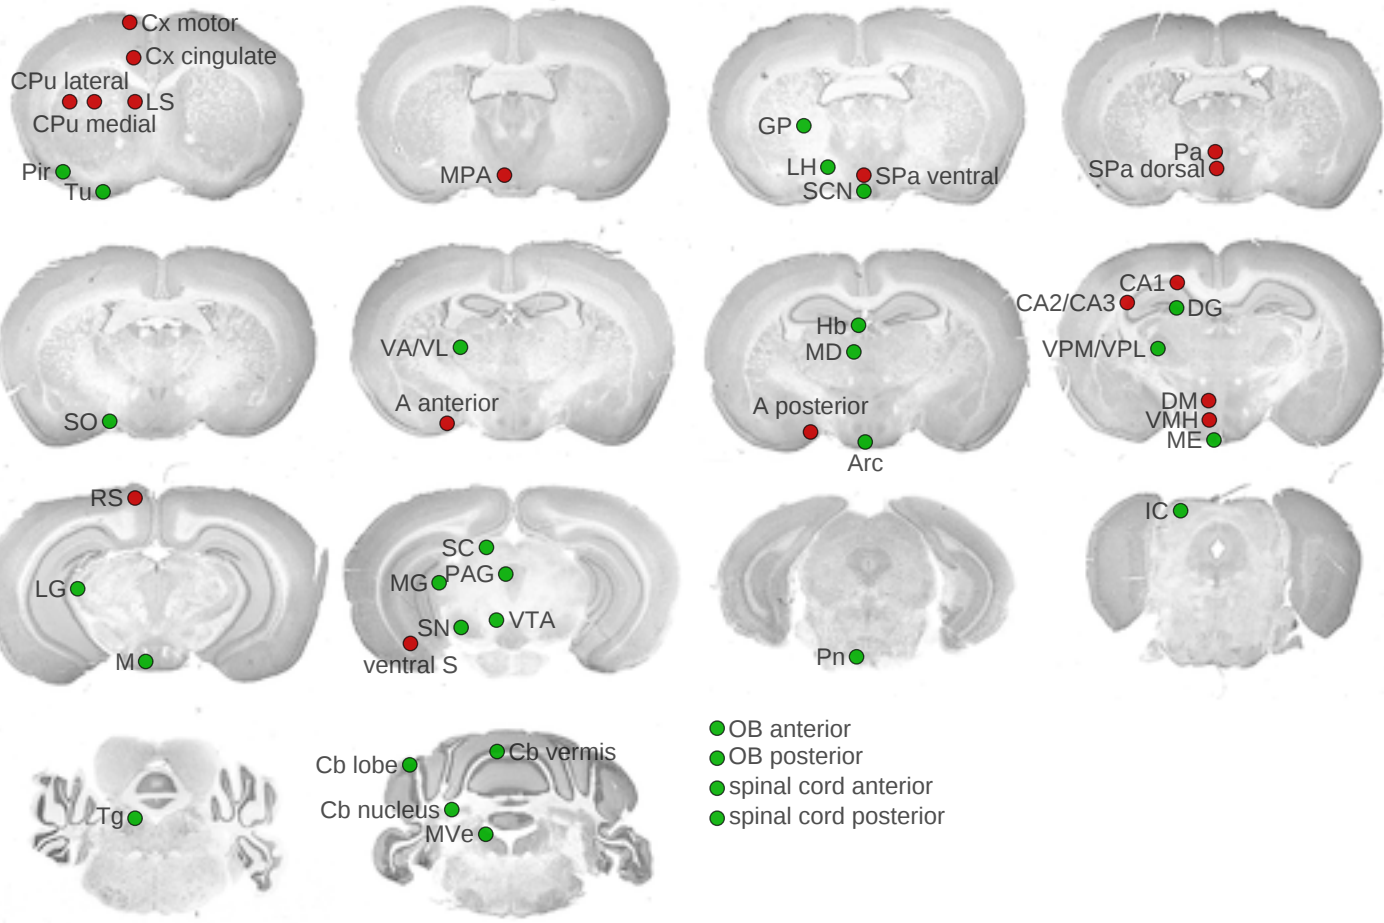 Cx motor
Cx cingulate
CPu lateral
LS
CPu medial
Pir
Tu
MPA
GP
LH
SPa ventral
SCN
Pa
SPa dorsal
SO
VA/VL
A anterior
Hb
MD
A posterior
Arc
CA1
CA2/CA3
DG
VPM/VPL
DM
VMH
ME
RS
LG
M
SC
MG
PAG
SN
VTA
ventral S
Pn
IC
Tg
Cb lobe
Cb vermis
Cb nucleus
MVe
OB anterior
OB posterior
spinal cord anterior
spinal cord posterior